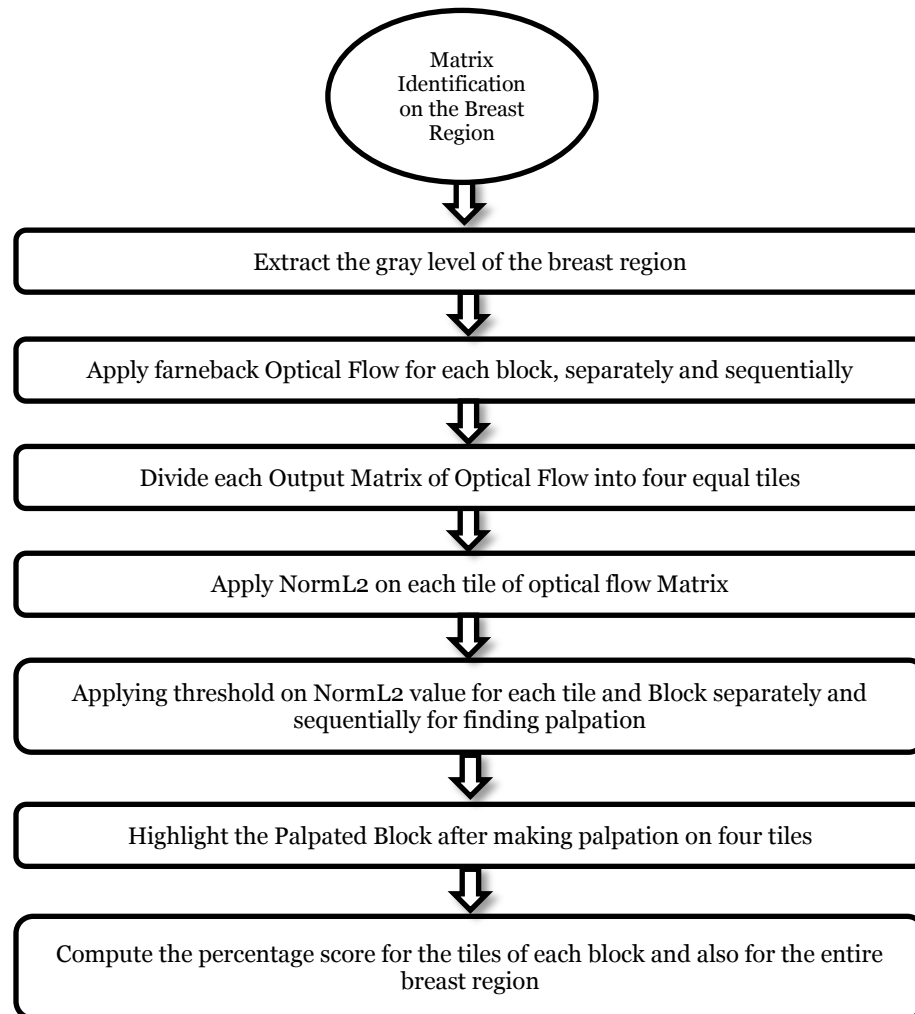 Matrix
Identification
on the Breast
Region
Extract the gray level of the breast region
Apply farneback Optical Flow for each block, separately and sequentially
Divide each Output Matrix of Optical Flow into four equal tiles
Apply NormL2 on each tile of optical flow Matrix
Applying threshold on NormL2 value for each tile and Block separately and
sequentially for finding palpation
Highlight the Palpated Block after making palpation on four tiles
Compute the percentage score for the tiles of each block and also for the entire
breast region